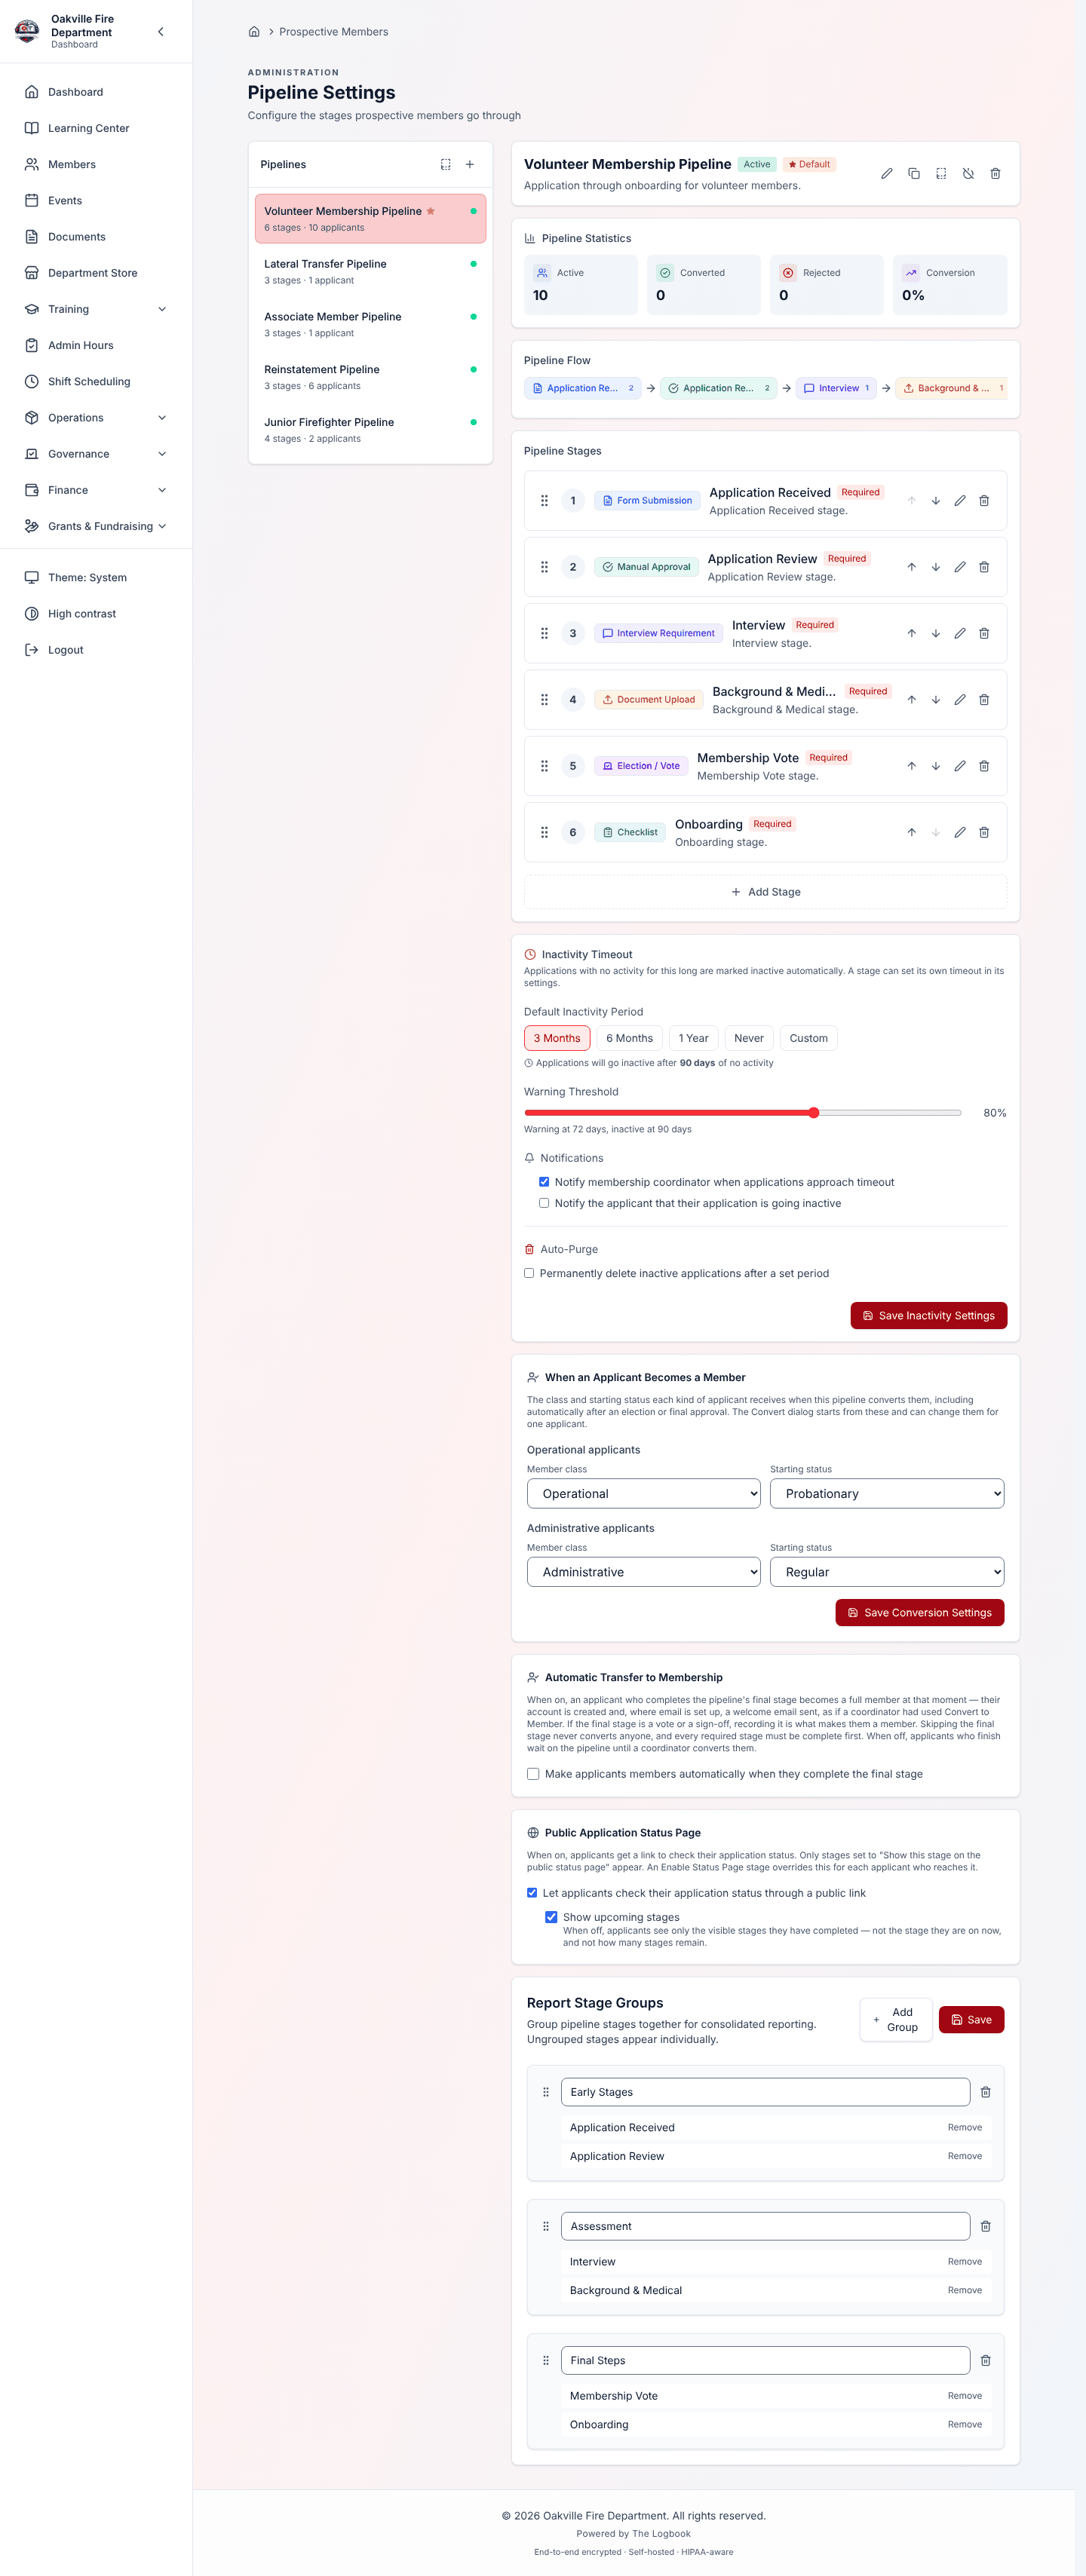 Oakville Fire
Department
Dashboard
Dashboard
Learning Center
Members
Events
Documents
Department Store
Training
Admin Hours
Shift Scheduling
Operations
Governance
Finance
Grants & Fundraising
Theme: System
High contrast
Logout
Prospective Members
ADMINISTRATION
Pipeline Settings
Configure the stages prospective members go through
Pipelines
Volunteer Membership Pipeline
6 stages · 10 applicants
Lateral Transfer Pipeline
3 stages · 1 applicant
Associate Member Pipeline
3 stages · 1 applicant
Reinstatement Pipeline
3 stages · 6 applicants
Junior Firefighter Pipeline
4 stages · 2 applicants
Volunteer Membership Pipeline Active Default
Application through onboarding for volunteer members.
Pipeline Statistics
Active
10
Converted
0
Rejected
0
Conversion
0%
Pipeline Flow
Application Re... 2
Application Re... 2
Interview 1
Background & ... 1
Pipeline Stages
1 Form Submission Application Received Required
Application Received stage.
2 Manual Approval Application Review Required
Application Review stage.
3 Interview Requirement Interview Required
Interview stage.
4 Document Upload Background & Medi... Required
Background & Medical stage.
5 Election / Vote Membership Vote Required
Membership Vote stage.
6 Checklist Onboarding Required
Onboarding stage.
Add Stage
Inactivity Timeout
Applications with no activity for this long are marked inactive automatically. A stage can set its own timeout in its
settings.
Default Inactivity Period
3 Months 6 Months 1 Year Never Custom
Applications will go inactive after 90 days of no activity
Warning Threshold
80%
Warning at 72 days, inactive at 90 days
Notifications
Notify membership coordinator when applications approach timeout
Notify the applicant that their application is going inactive
Auto-Purge
Permanently delete inactive applications after a set period
Save Inactivity Settings
When an Applicant Becomes a Member
The class and starting status each kind of applicant receives when this pipeline converts them, including
automatically after an election or final approval. The Convert dialog starts from these and can change them for
one applicant.
Operational applicants
Member class Starting status
Operational Probationary
Administrative applicants
Member class Starting status
Administrative Regular
Save Conversion Settings
Automatic Transfer to Membership
When on, an applicant who completes the pipeline's final stage becomes a full member at that moment — their
account is created and, where email is set up, a welcome email sent, as if a coordinator had used Convert to
Member. If the final stage is a vote or a sign-off, recording it is what makes them a member. Skipping the final
stage never converts anyone, and every required stage must be complete first. When off, applicants who finish
wait on the pipeline until a coordinator converts them.
Make applicants members automatically when they complete the final stage
Public Application Status Page
When on, applicants get a link to check their application status. Only stages set to "Show this stage on the
public status page" appear. An Enable Status Page stage overrides this for each applicant who reaches it.
Let applicants check their application status through a public link
Show upcoming stages
When off, applicants see only the visible stages they have completed — not the stage they are on now,
and not how many stages remain.
Report Stage Groups
Group pipeline stages together for consolidated reporting.
Ungrouped stages appear individually.
Add
Group
Save
Early Stages
Application Received Remove
Application Review Remove
Assessment
Interview Remove
Background & Medical Remove
Final Steps
Membership Vote Remove
Onboarding Remove
© 2026 Oakville Fire Department. All rights reserved.
Powered by The Logbook
End-to-end encrypted · Self-hosted · HIPAA-aware